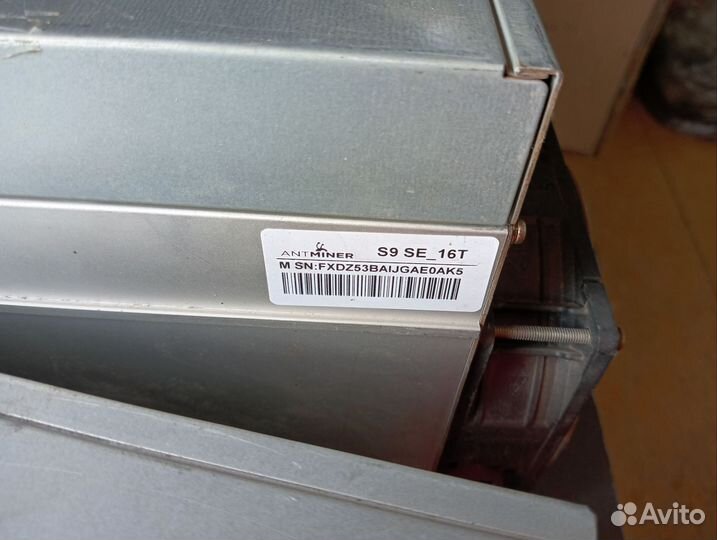 ANTMINER S9 SE_16T
M SN:FXDZ53BAIJGAE0AK5
Avito